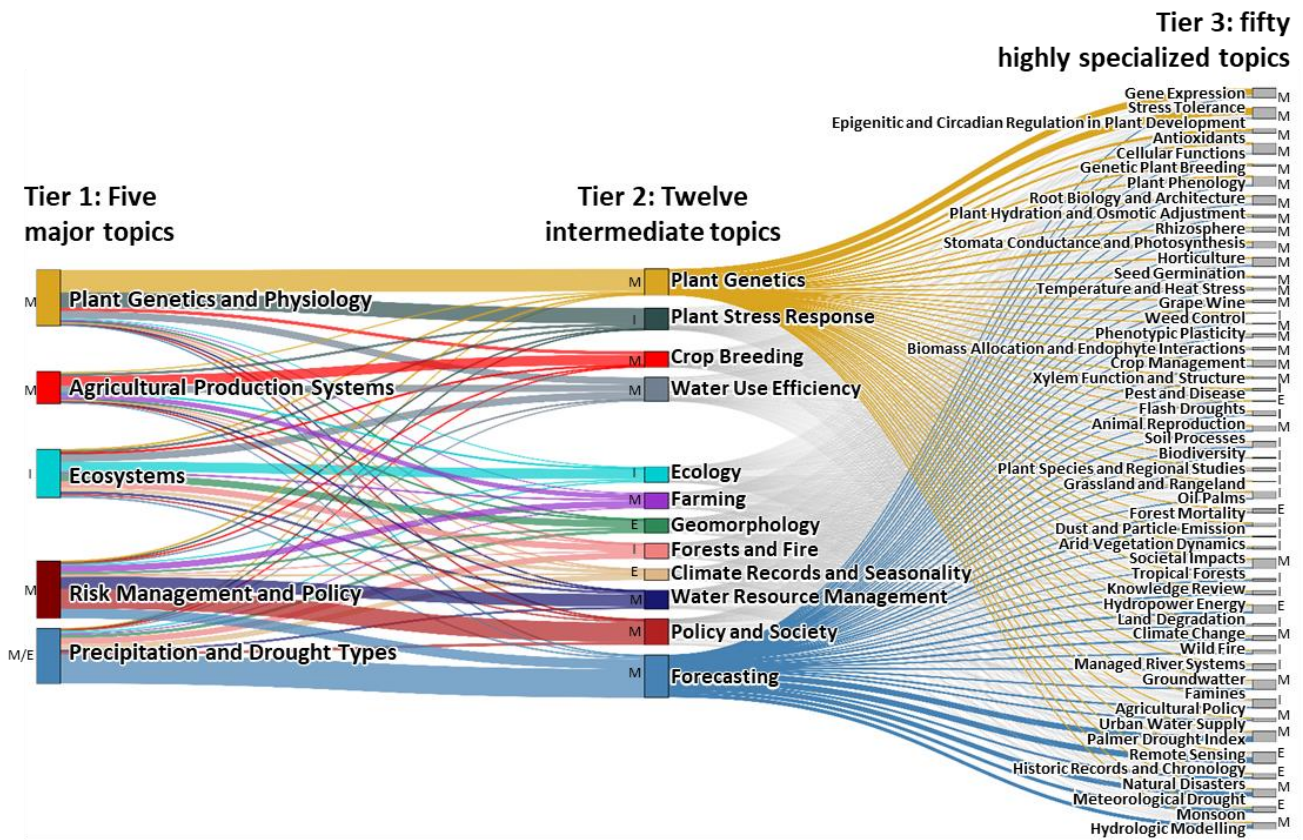 Tier 3: fifty
highly specialized topics
Tier 1: Five
major topics
M
Plant Genetics and Physiology
M
Agricultural Production Systems
I
Ecosystems
M
Risk Management and Policy
M/E
Precipitation and Drought Types
Tier 2: Twelve
intermediate topics
M
Plant Genetics
I
Plant Stress Response
M
Crop Breeding
M
Water Use Efficiency
I
Ecology
M
Farming
E
Geomorphology
I
Forests and Fire
E
Climate Records and Seasonality
M
Water Resource Management
M
Policy and Society
M
Forecasting
Gene Expression
Stress Tolerance
Epigenitic and Circadian Regulation in Plant Development
Antioxidants
Cellular Functions
Genetic Plant Breeding
Plant Phenology
Root Biology and Architecture
Plant Hydration and Osmotic Adjustment
Rhizosphere
Stomata Conductance and Photosynthesis
Horticulture
Seed Germination
Temperature and Heat Stress
Grape Wine
Weed Control
Phenotypic Plasticity
Biomass Allocation and Endophyte Interactions
Crop Management
Xylem Function and Structure
Pest and Disease
Flash Droughts
Animal Reproduction
Soil Processes
Biodiversity
Plant Species and Regional Studies
Grassland and Rangeland
Oil Palms
Forest Mortality
Dust and Particle Emission
Arid Vegetation Dynamics
Societal Impacts
Tropical Forests
Knowledge Review
Hydropower Energy
Land Degradation
Climate Change
Wild Fire
Managed River Systems
Groundwatter
Famines
Agricultural Policy
Urban Water Supply
Palmer Drought Index
Remote Sensing
Historic Records and Chronology
Natural Disasters
Meteorological Drought
Monsoon
Hydrologic Modelling